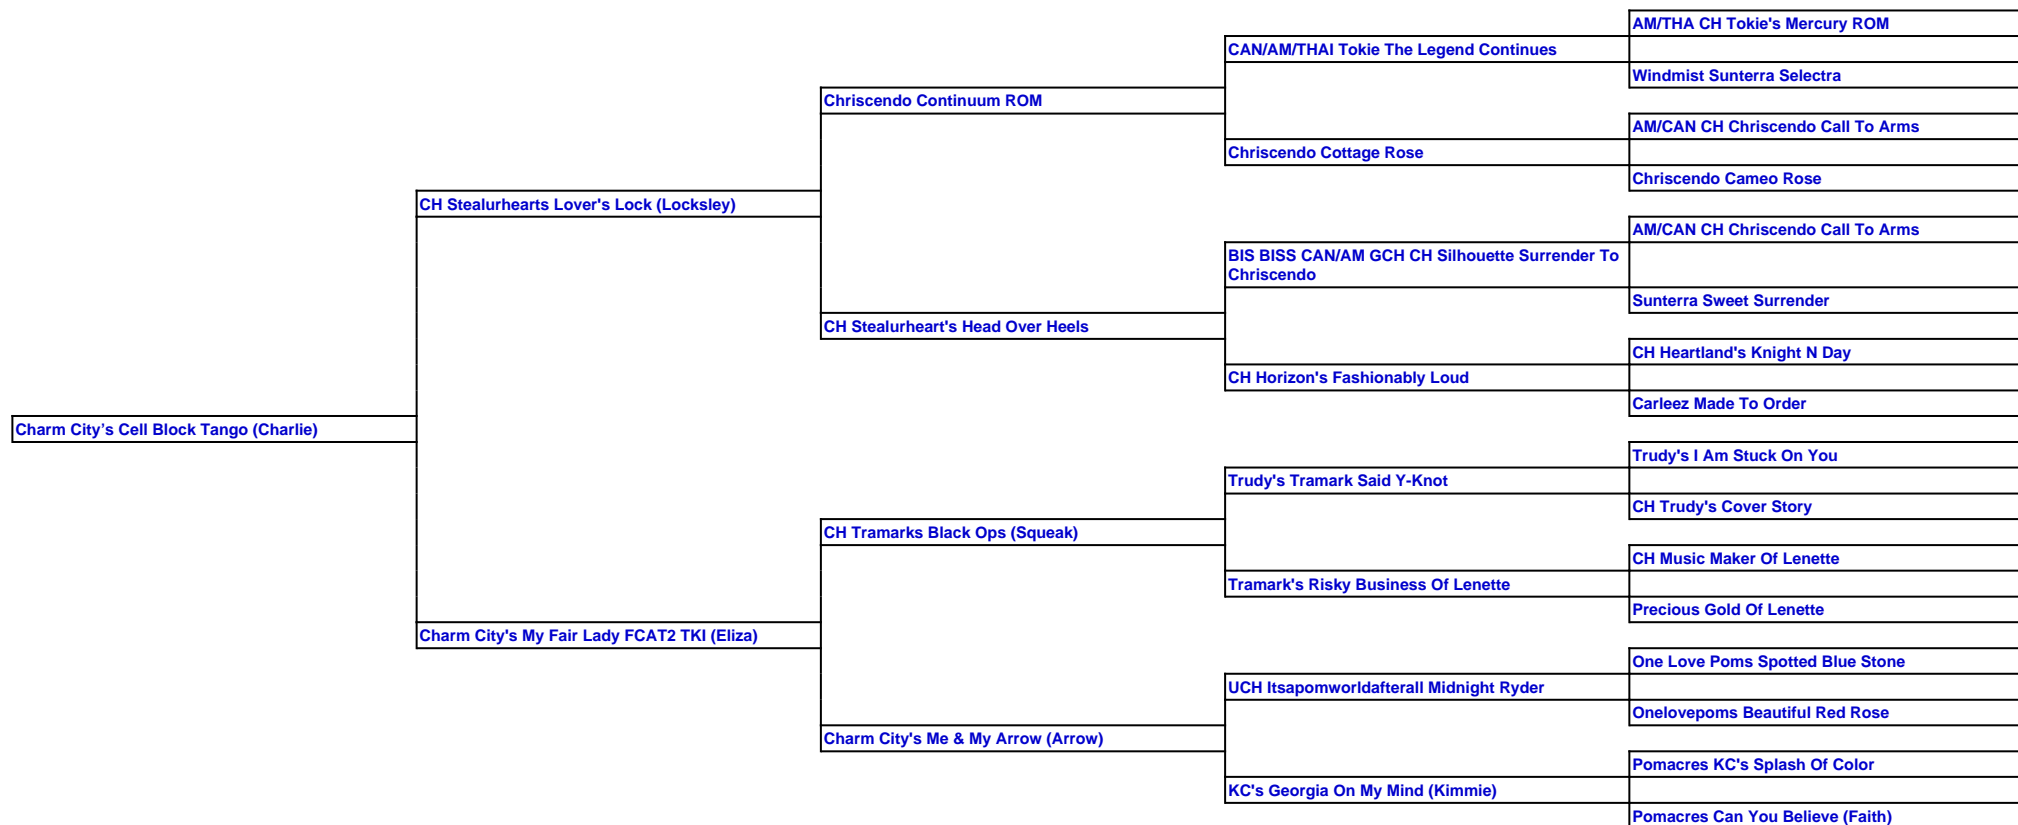 AM/THA CH Tokie's Mercury ROM
CAN/AM/THAI Tokie The Legend Continues
Windmist Sunterra Selectra
Chriscendo Continuum ROM
AM/CAN CH Chriscendo Call To Arms
Chriscendo Cottage Rose
Chriscendo Cameo Rose
CH Stealurhearts Lover's Lock (Locksley)
AM/CAN CH Chriscendo Call To Arms
BIS BISS CAN/AM GCH CH Silhouette Surrender To
Chriscendo
Sunterra Sweet Surrender
CH Stealurheart's Head Over Heels
CH Heartland's Knight N Day
CH Horizon's Fashionably Loud
Carleez Made To Order
Charm City’s Cell Block Tango (Charlie)
Trudy's I Am Stuck On You
Trudy's Tramark Said Y-Knot
CH Trudy's Cover Story
CH Tramarks Black Ops (Squeak)
CH Music Maker Of Lenette
Tramark's Risky Business Of Lenette
Precious Gold Of Lenette
Charm City's My Fair Lady FCAT2 TKI (Eliza)
One Love Poms Spotted Blue Stone
UCH Itsapomworldafterall Midnight Ryder
Onelovepoms Beautiful Red Rose
Charm City's Me & My Arrow (Arrow)
Pomacres KC's Splash Of Color
KC's Georgia On My Mind (Kimmie)
Pomacres Can You Believe (Faith)